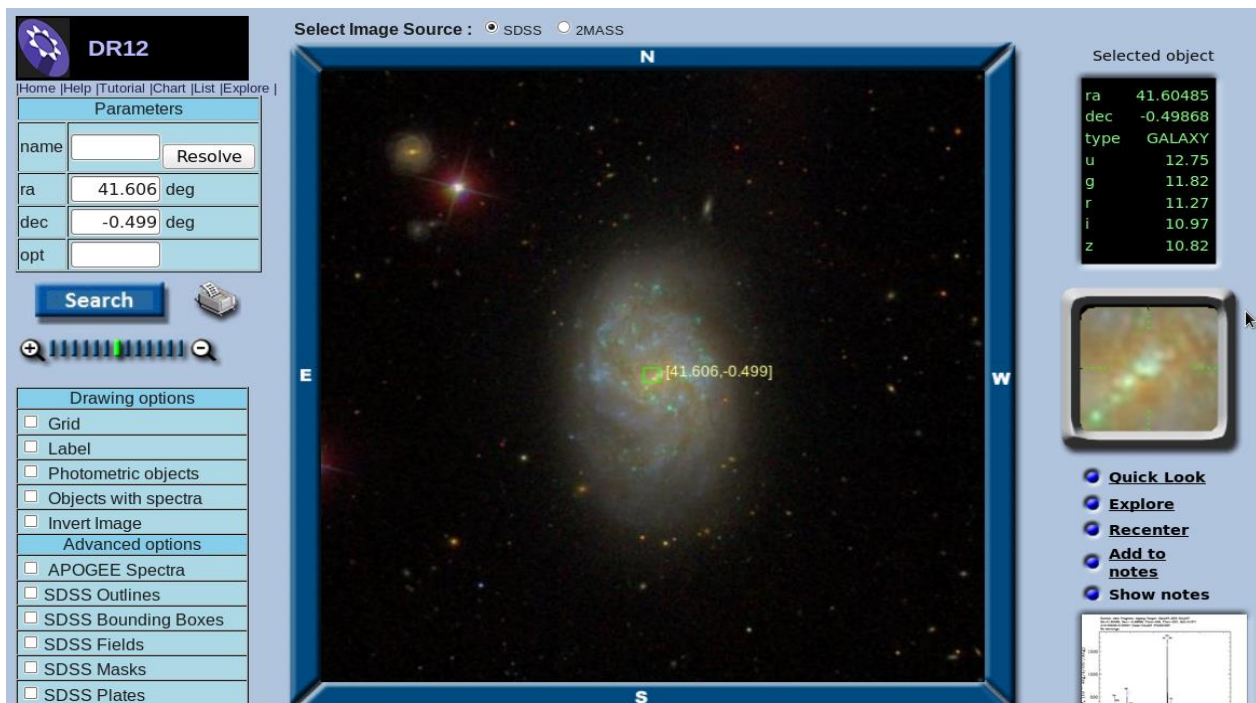 DR12
|Home |Help |Tutorial |Chart |List |Explore |
Parameters
name
Resolve
ra 41.606 deg
dec -0.499 deg
opt
Search
Drawing options
Grid
Label
Photometric objects
Objects with spectra
Invert Image
Advanced options
APOGEE Spectra
SDSS Outlines
SDSS Bounding Boxes
SDSS Fields
SDSS Masks
SDSS Plates
Select Image Source : SDSS 2MASS
N
E
[41.606,-0.499]
W
S
Selected object
ra 41.60485
dec -0.49868
type GALAXY
u 12.75
g 11.82
r 11.27
i 10.97
z 10.82
Quick Look
Explore
Recenter
Add to
notes
Show notes